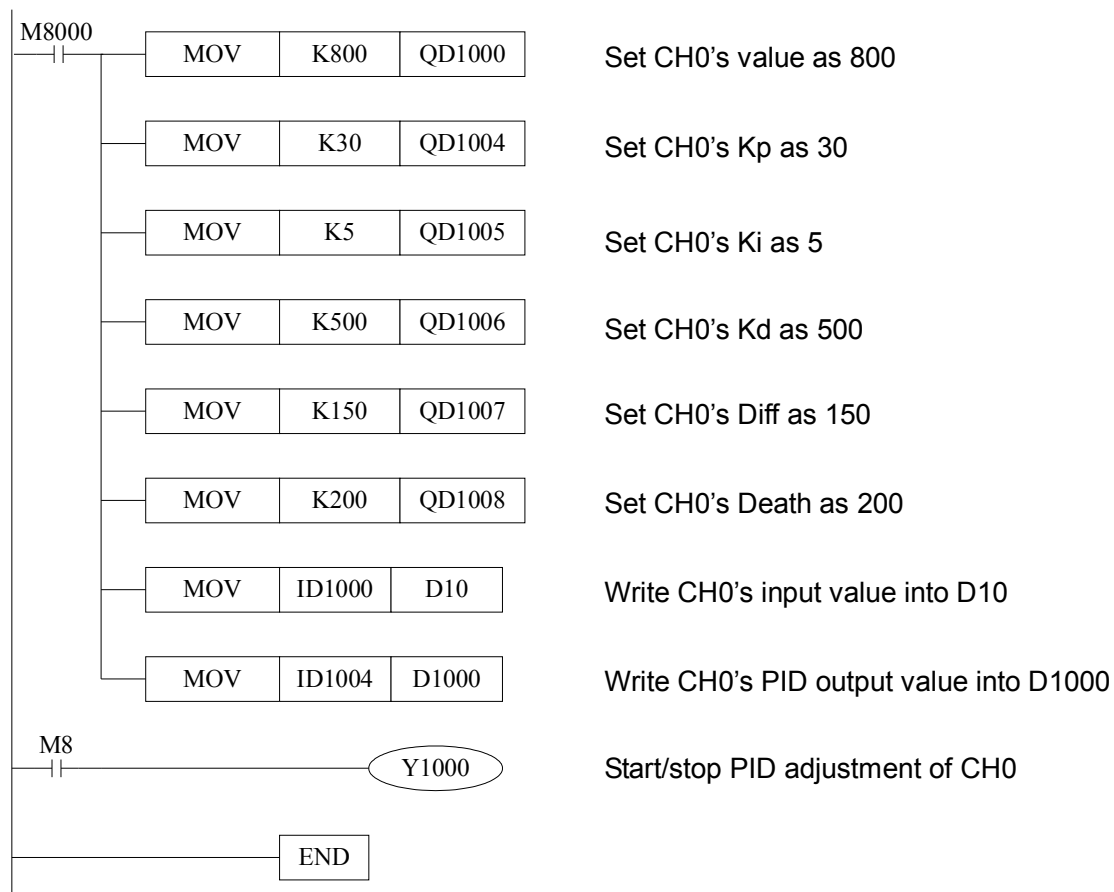 M8000
MOV K800 QD1000 Set CH0’s value as 800
MOV K30 QD1004 Set CH0’s Kp as 30
MOV K5 QD1005 Set CH0’s Ki as 5
MOV K500 QD1006 Set CH0’s Kd as 500
MOV K150 QD1007 Set CH0’s Diff as 150
MOV K200 QD1008 Set CH0’s Death as 200
MOV ID1000 D10 Write CH0’s input value into D10
MOV ID1004 D1000 Write CH0’s PID output value into D1000
M8
Y1000 Start/stop PID adjustment of CH0
END